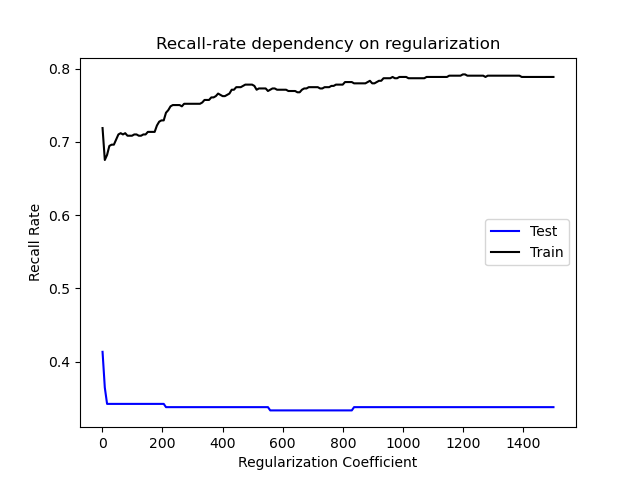 Recall-rate dependency on regularization
0.8
0.7
0.6
0.5
0.4
Recall Rate
Test
Train
0 200 400 600 800 1000 1200 1400
Regularization Coefficient